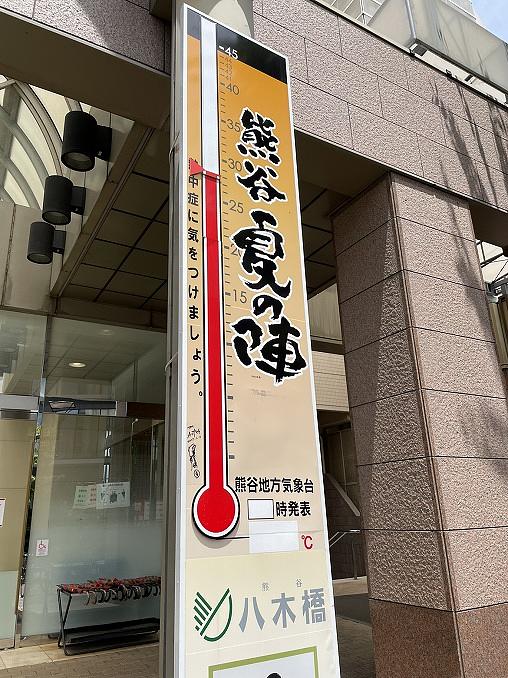 45
40
35
30
25
15
熊谷
夏の陣
熱中症に気をつけましょう。
熊谷地方気象台
時発表
℃
熊谷
八木橋